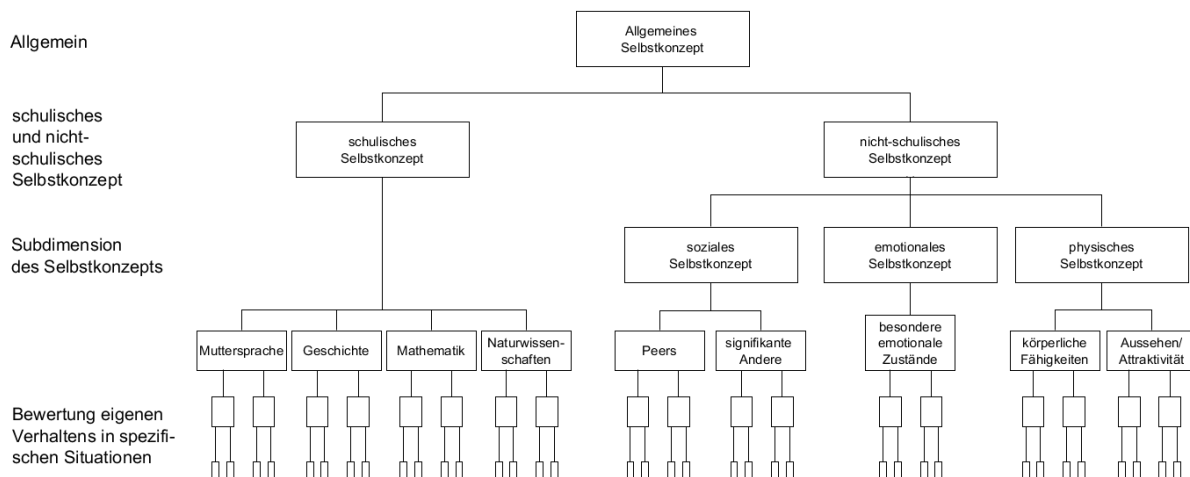 Allgemein
Allgemeines
Selbstkonzept
schulisches
und nicht-
schulisches
Selbstkonzept
schulisches
Selbstkonzept
nicht-schulisches
Selbstkonzept
Subdimension
des Selbstkonzepts
soziales
Selbstkonzept
emotionales
Selbstkonzept
physisches
Selbstkonzept
Muttersprache
Geschichte
Mathematik
Naturwissen-
schaften
Peers
signifikante
Andere
besondere
emotionale
Zustände
körperliche
Fähigkeiten
Aussehen/
Attraktivität
Bewertung eigenen
Verhaltens in spezifi-
schen Situationen